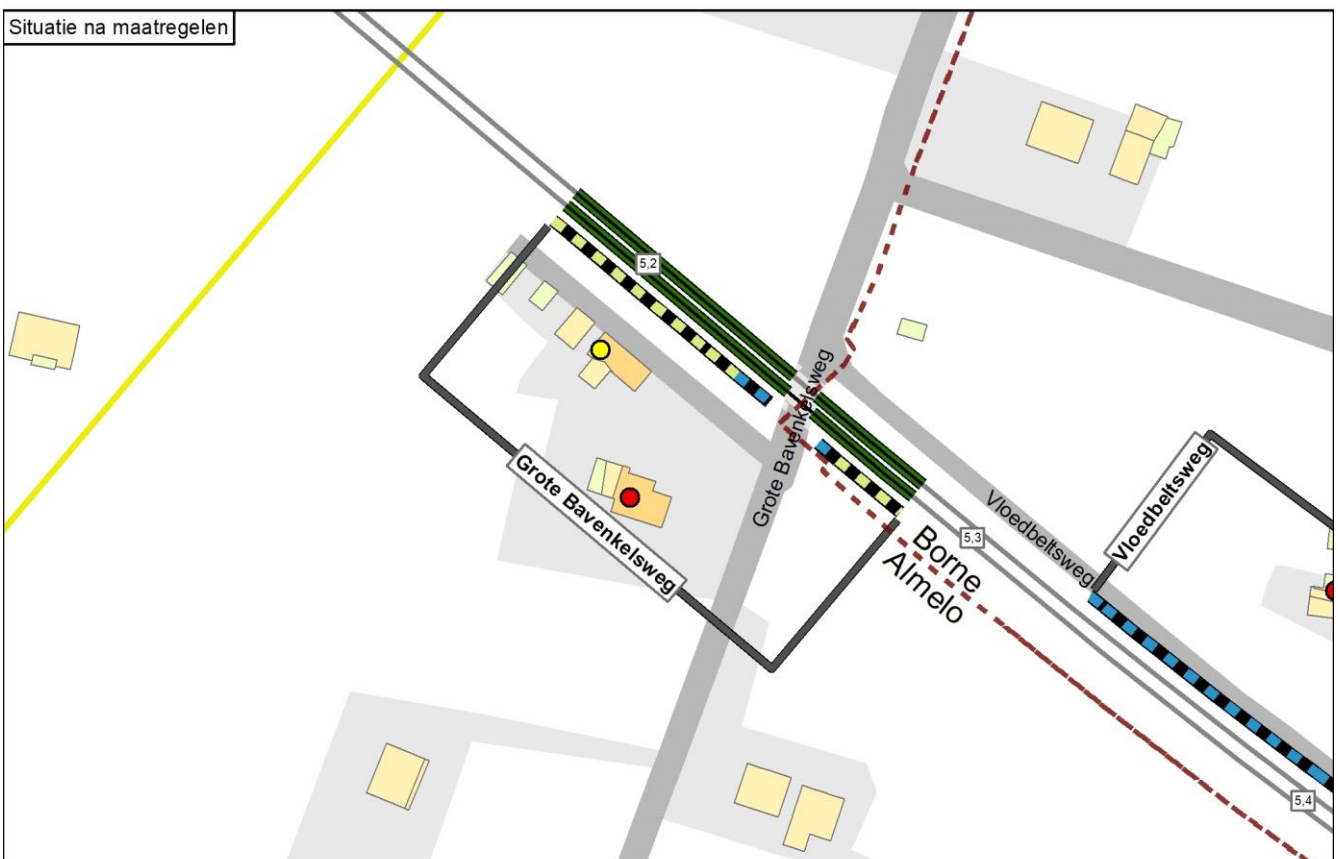 Situatie na maatregelen
5,2
Grote Bavenkelsweg
Grote Bavenkelsweg
Vloedbeltsweg
Vloedbeltsweg
5,3
Borne
Almelo
5,4